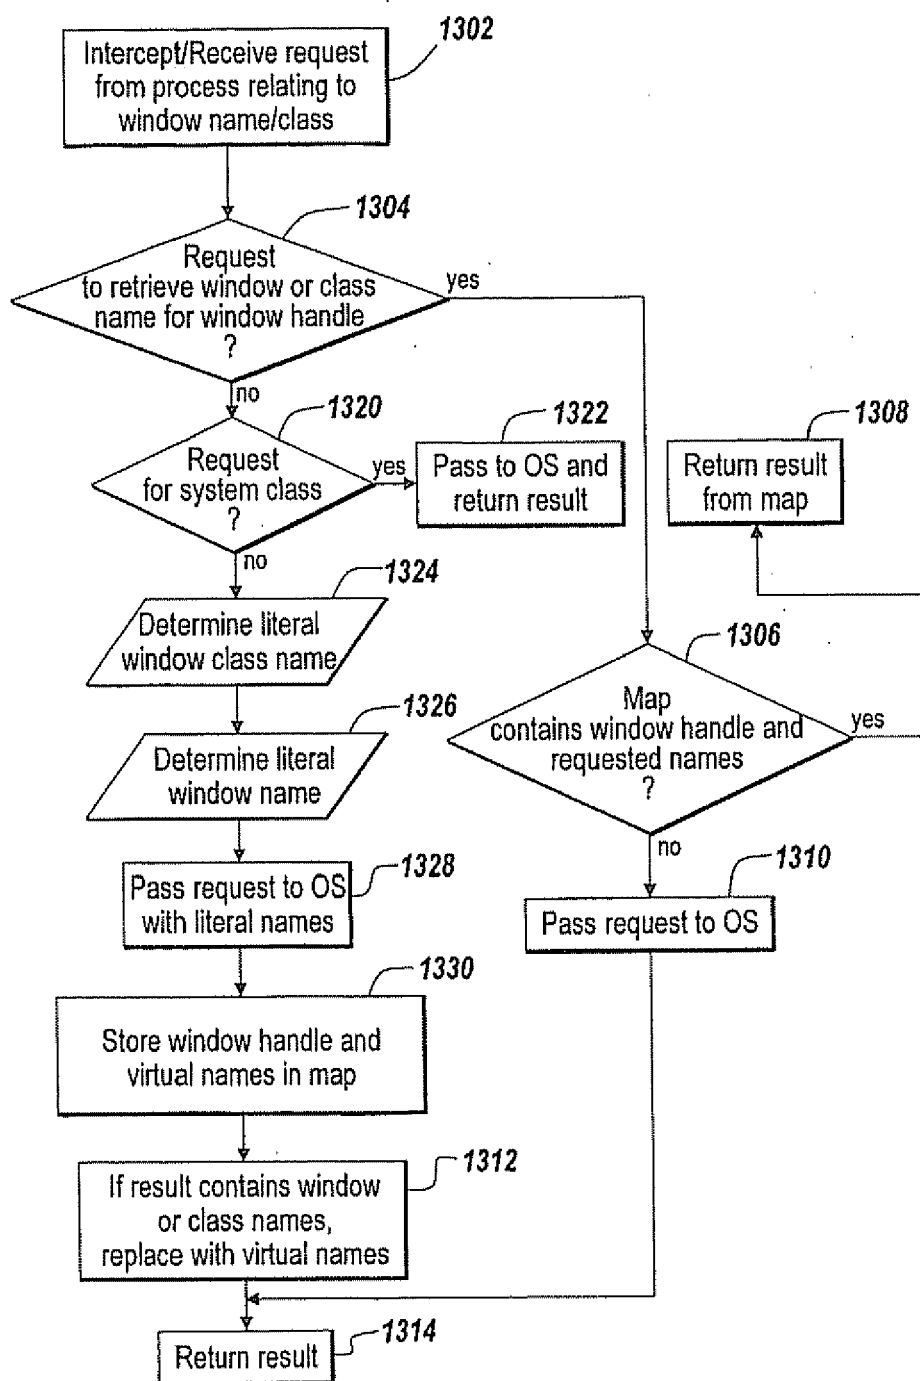 1302
Intercept/Receive request
from process relating to
window name/class
1304
Request
to retrieve window or class
name for window handle
?
yes
no
1320
Request
for system class
?
yes
1322
Pass to OS and
return result
1308
Return result
from map
no
1324
Determine literal
window class name
1306
Map
contains window handle and
requested names
?
yes
1326
Determine literal
window name
no
1328
Pass request to OS
with literal names
1310
Pass request to OS
1330
Store window handle and
virtual names in map
1312
If result contains window
or class names,
replace with virtual names
1314
Return result